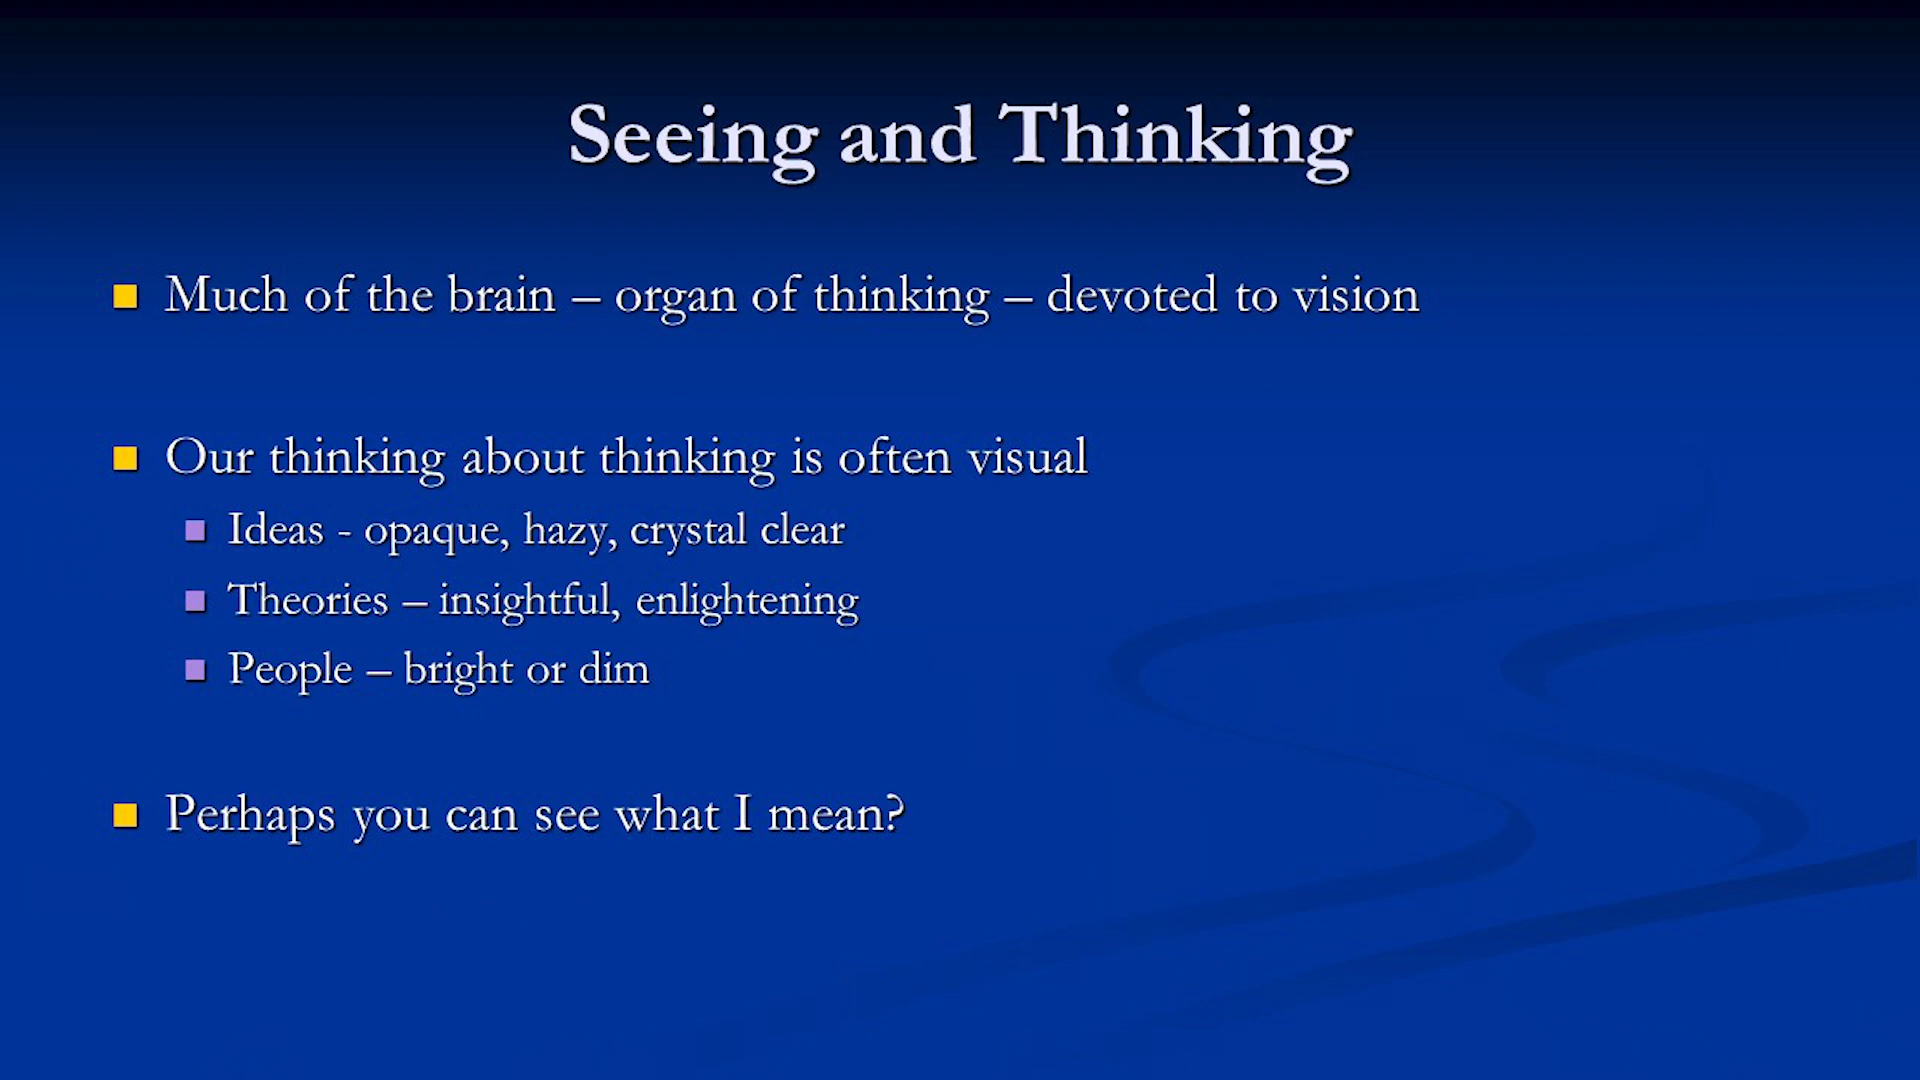 Seeing and Thinking
Much of the brain – organ of thinking – devoted to vision
Our thinking about thinking is often visual
Ideas - opaque, hazy, crystal clear
Theories – insightful, enlightening
People – bright or dim
Perhaps you can see what I mean?